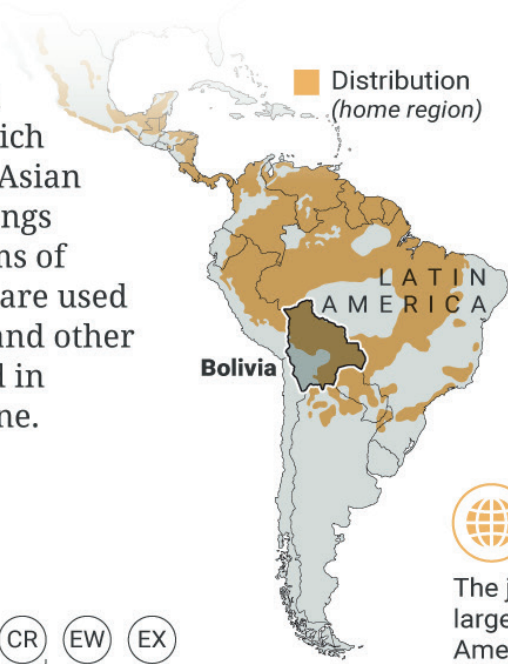 Distribution
(home region)
ich
Asian
ngs
ns of
are used
and other
d in
ne.
LATIN
AMERICA
Bolivia
CR EW EX
The j
large
Ame